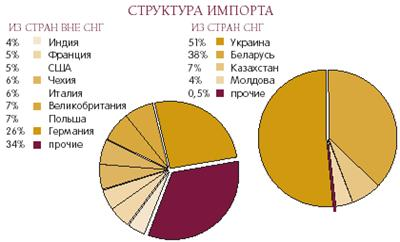 СТРУКТУРА ИМПОРТА
ИЗ СТРАН ВНЕ СНГ
4% Индия
5% Франция
5% США
6% Чехия
6% Италия
7% Великобритания
7% Польша
26% Германия
34% прочие
ИЗ СТРАН СНГ
51% Украина
38% Беларусь
7% Казахстан
4% Молдова
0,5% прочие